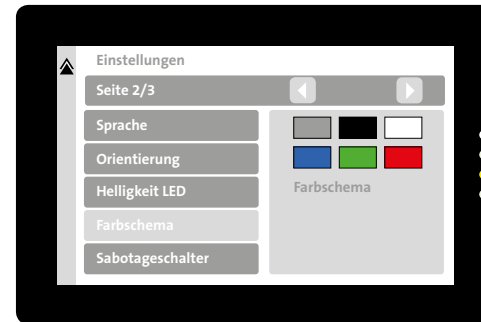 Einstellungen
Seite 2/3
Sprache
Orientierung
Helligkeit LED
Farbschema
Farbschema
Sabotageschalter